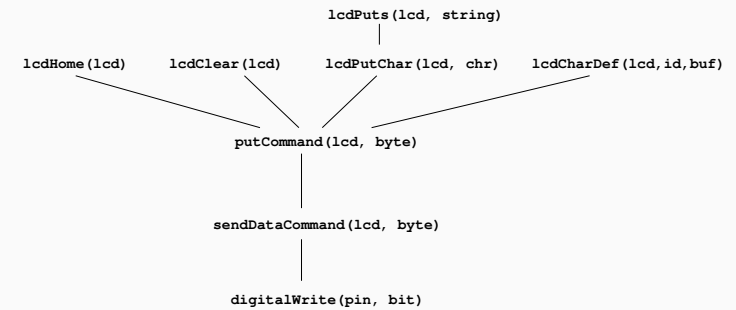 lcdPuts(lcd, string)
lcdHome(lcd) lcdClear(lcd) lcdPutChar(lcd, chr) lcdCharDef(lcd,id,buf)
putCommand(lcd, byte)
sendDataCommand(lcd, byte)
digitalWrite(pin, bit)